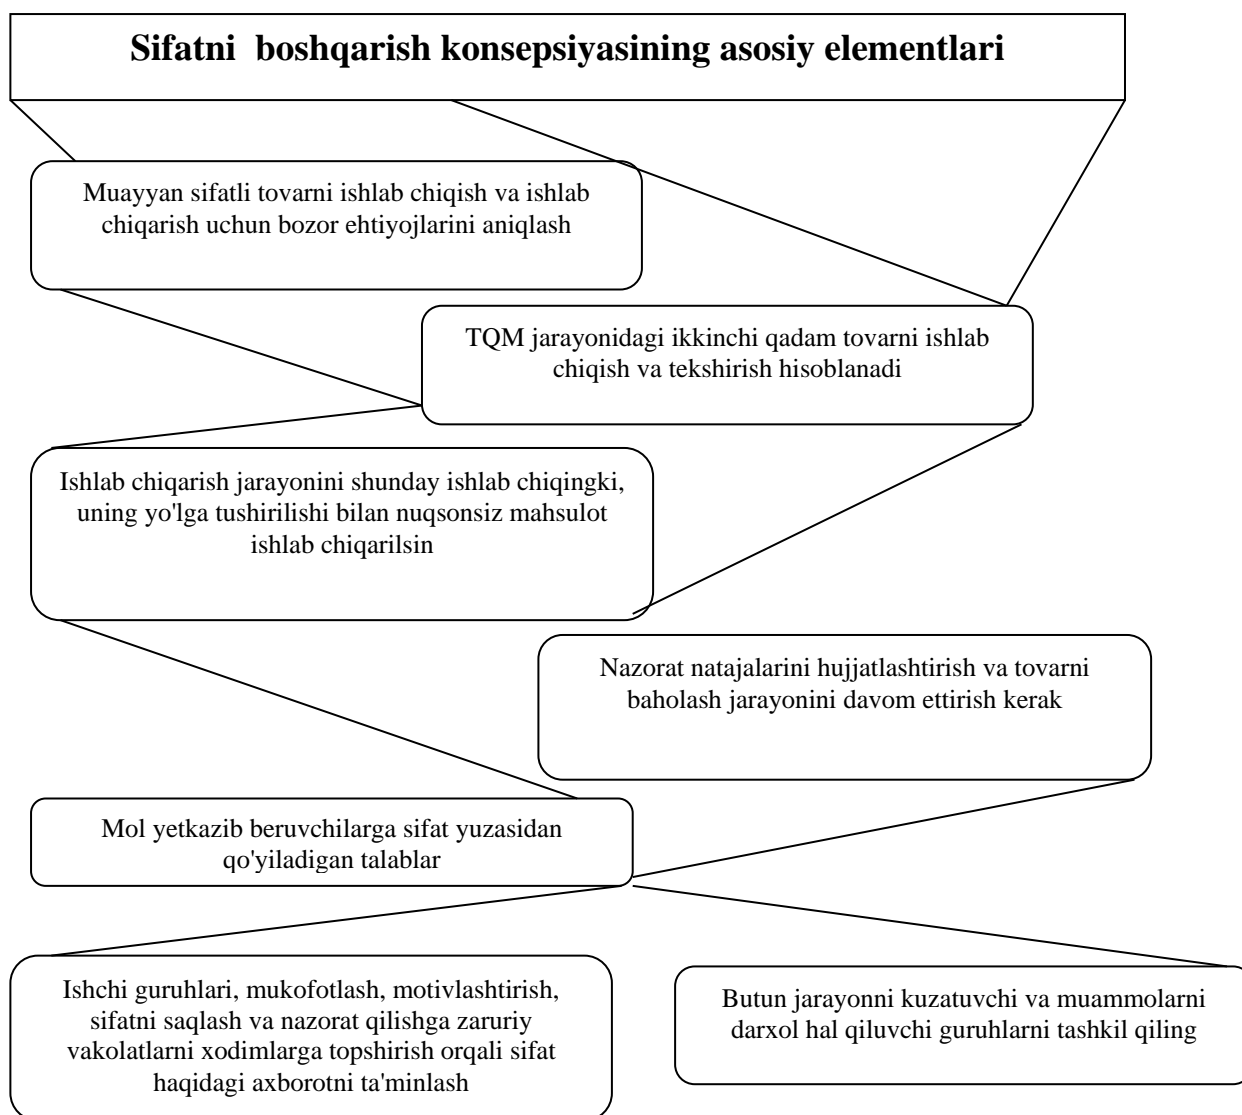 Sifatni boshqarish konsepsiyasining asosiy elementlari
Muayyan sifatli tovarni ishlab chiqish va ishlab
chiqarish uchun bozor ehtiyojlarini aniqlash
TQM jarayonidagi ikkinchi qadam tovarni ishlab
chiqish va tekshirish hisoblanadi
Ishlab chiqarish jarayonini shunday ishlab chiqingki,
uning yo'lga tushirilishi bilan nuqsonsiz mahsulot
ishlab chiqarilsin
Nazorat natajalarini hujjatlashtirish va tovarni
baholash jarayonini davom ettirish kerak
Mol yetkazib beruvchilarga sifat yuzasidan
qo'yiladigan talablar
Ishchi guruhlari, mukofotlash, motivlashtirish,
sifatni saqlash va nazorat qilishga zaruriy
vakolatlarni xodimlarga topshirish orqali sifat
haqidagi axborotni ta'minlash
Butun jarayonni kuzatuvchi va muammolarni
darxol hal qiluvchi guruhlarni tashkil qiling